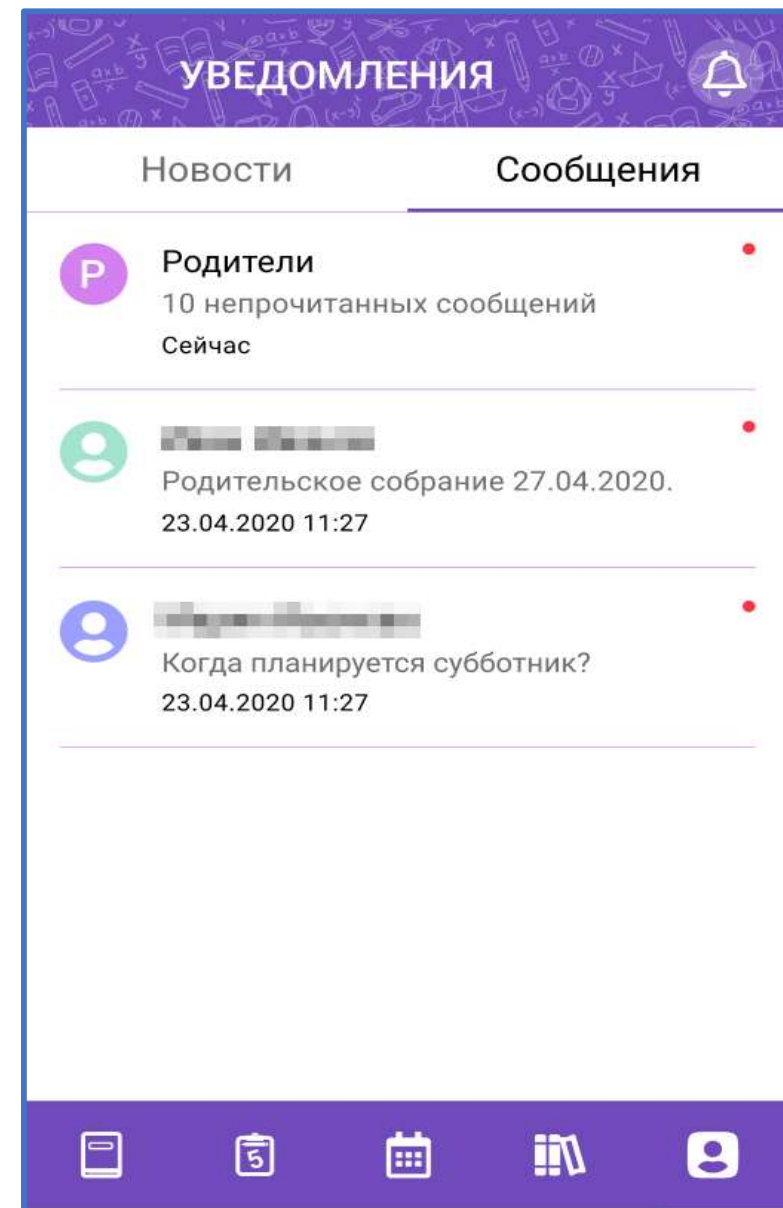 УВЕДОМЛЕНИЯ
Новости Сообщения
Р Родители
10 непрочитанных сообщений
Сейчас
Родительское собрание 27.04.2020.
23.04.2020 11:27
Когда планируется субботник?
23.04.2020 11:27
5